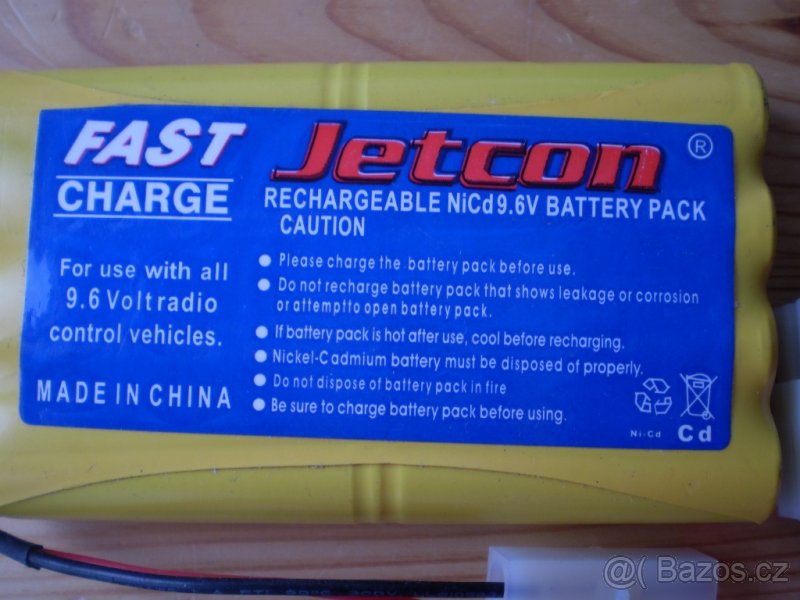 FAST
CHARGE
For use with all
9.6 Volt radio
control vehicles.
MADE IN CHINA
Jetcon ®
RECHARGEABLE NiCd 9.6V BATTERY PACK
CAUTION
● Please charge the battery pack before use.
● Do not recharge battery pack that shows leakage or corrosion
or attemptto open battery pack.
● If battery pack is hot after use, cool before recharging.
● Nickel-Cadmium battery must be disposed of properly.
● Do not dispose of battery pack in fire
● Be sure to charge battery pack before using.
Ni-Cd Cd
@( Bazos.cz